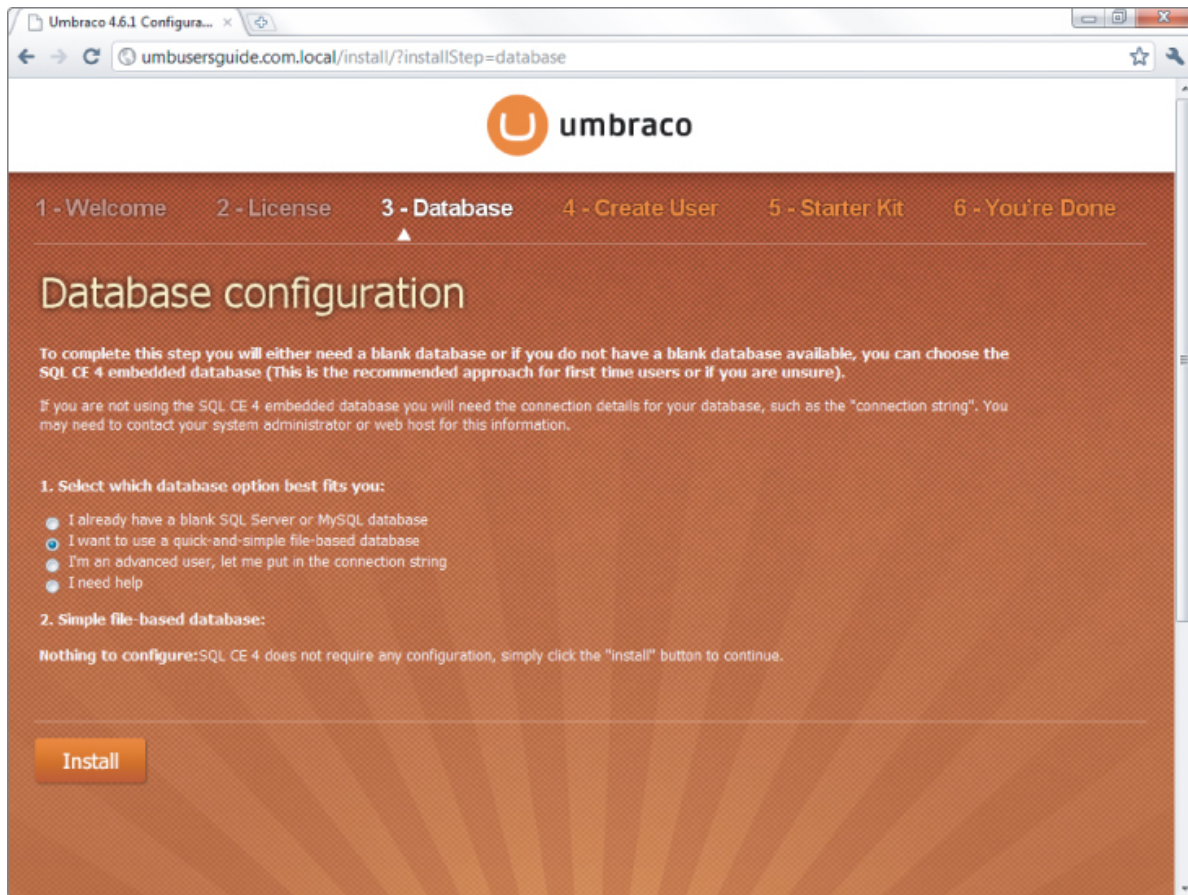 Umbraco 4.6.1 Configura...
umbusersguide.com.local/install/?installStep=database
umbraco
1 - Welcome 2 - License 3 - Database 4 - Create User 5 - Starter Kit 6 - You're Done
Database configuration
To complete this step you will either need a blank database or if you do not have a blank database available, you can choose the
SQL CE 4 embedded database (This is the recommended approach for first time users or if you are unsure).
If you are not using the SQL CE 4 embedded database you will need the connection details for your database, such as the "connection string". You
may need to contact your system administrator or web host for this information.
1. Select which database option best fits you:
I already have a blank SQL Server or MySQL database
I want to use a quick-and-simple file-based database
I'm an advanced user, let me put in the connection string
I need help
2. Simple file-based database:
Nothing to configure:SQL CE 4 does not require any configuration, simply click the "install" button to continue.
Install